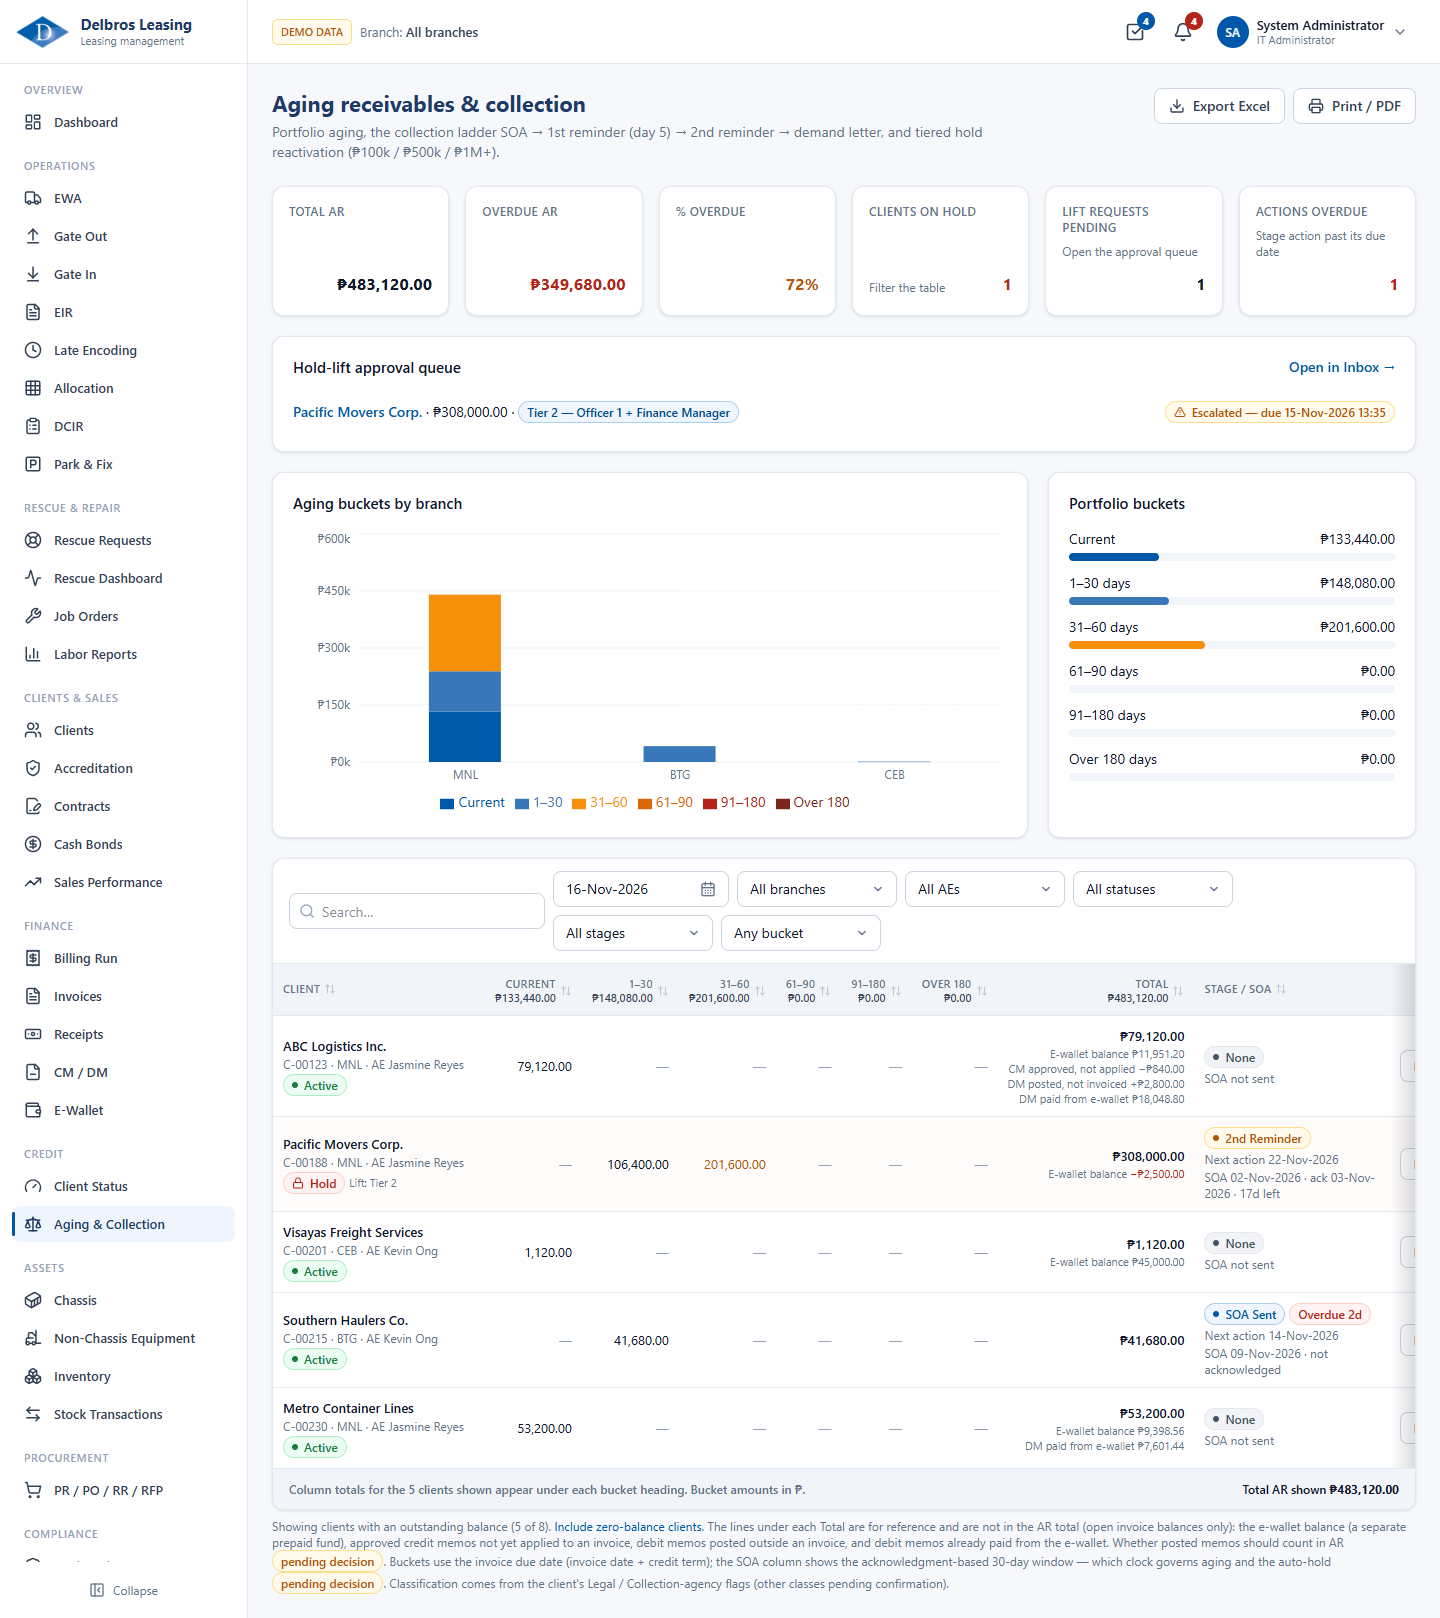 Delbros Leasing
Leasing management
DEMO DATA
Branch: All branches
4
4
SA
System Administrator
IT Administrator
OVERVIEW
Dashboard
OPERATIONS
EWA
Gate Out
Gate In
EIR
Late Encoding
Allocation
DCIR
Park & Fix
RESCUE & REPAIR
Rescue Requests
Rescue Dashboard
Job Orders
Labor Reports
CLIENTS & SALES
Clients
Accreditation
Contracts
Cash Bonds
Sales Performance
FINANCE
Billing Run
Invoices
Receipts
CM / DM
E-Wallet
CREDIT
Client Status
Aging & Collection
ASSETS
Chassis
Non-Chassis Equipment
Inventory
Stock Transactions
PROCUREMENT
PR / PO / RR / RFP
COMPLIANCE
Collapse
Aging receivables & collection
Portfolio aging, the collection ladder SOA → 1st reminder (day 5) → 2nd reminder → demand letter, and tiered hold
reactivation (₱100k / ₱500k / ₱1M+).
Export Excel
Print / PDF
TOTAL AR
₱483,120.00
OVERDUE AR
₱349,680.00
% OVERDUE
72%
CLIENTS ON HOLD
Filter the table
1
LIFT REQUESTS
PENDING
Open the approval queue
1
ACTIONS OVERDUE
Stage action past its due
date
1
Hold-lift approval queue
Open in Inbox →
Pacific Movers Corp. · ₱308,000.00 · Tier 2 — Officer 1 + Finance Manager
Escalated — due 15-Nov-2026 13:35
Aging buckets by branch
₱600k
₱450k
₱300k
₱150k
₱0k
MNL
BTG
CEB
Current
1–30
31–60
61–90
91–180
Over 180
Portfolio buckets
Current ₱133,440.00
1–30 days ₱148,080.00
31–60 days ₱201,600.00
61–90 days ₱0.00
91–180 days ₱0.00
Over 180 days ₱0.00
Search...
16-Nov-2026
All branches
All AEs
All statuses
All stages
Any bucket
CLIENT
CURRENT
₱133,440.00
1–30
₱148,080.00
31–60
₱201,600.00
61–90
₱0.00
91–180
₱0.00
OVER 180
₱0.00
TOTAL
₱483,120.00
STAGE / SOA
ABC Logistics Inc.
C-00123 · MNL · AE Jasmine Reyes
Active
79,120.00
—
—
—
—
—
₱79,120.00
E-wallet balance ₱11,951.20
CM approved, not applied −₱840.00
DM posted, not invoiced +₱2,800.00
DM paid from e-wallet ₱18,048.80
None
SOA not sent
Pacific Movers Corp.
C-00188 · MNL · AE Jasmine Reyes
Hold
Lift: Tier 2
—
106,400.00
201,600.00
—
—
—
₱308,000.00
E-wallet balance −₱2,500.00
2nd Reminder
Next action 22-Nov-2026
SOA 02-Nov-2026 · ack 03-Nov-
2026 · 17d left
Visayas Freight Services
C-00201 · CEB · AE Kevin Ong
Active
1,120.00
—
—
—
—
—
₱1,120.00
E-wallet balance ₱45,000.00
None
SOA not sent
Southern Haulers Co.
C-00215 · BTG · AE Kevin Ong
Active
—
41,680.00
—
—
—
—
₱41,680.00
SOA Sent
Overdue 2d
Next action 14-Nov-2026
SOA 09-Nov-2026 · not
acknowledged
Metro Container Lines
C-00230 · MNL · AE Jasmine Reyes
Active
53,200.00
—
—
—
—
—
₱53,200.00
E-wallet balance ₱9,398.56
DM paid from e-wallet ₱7,601.44
None
SOA not sent
Column totals for the 5 clients shown appear under each bucket heading. Bucket amounts in ₱.
Total AR shown ₱483,120.00
Showing clients with an outstanding balance (5 of 8). Include zero-balance clients. The lines under each Total are for reference and are not in the AR total (open invoice balances only): the e-wallet balance (a separate
prepaid fund), approved credit memos not yet applied to an invoice, debit memos posted outside an invoice, and debit memos already paid from the e-wallet. Whether posted memos should count in AR
pending decision . Buckets use the invoice due date (invoice date + credit term); the SOA column shows the acknowledgment-based 30-day window — which clock governs aging and the auto-hold
pending decision . Classification comes from the client's Legal / Collection-agency flags (other classes pending confirmation).